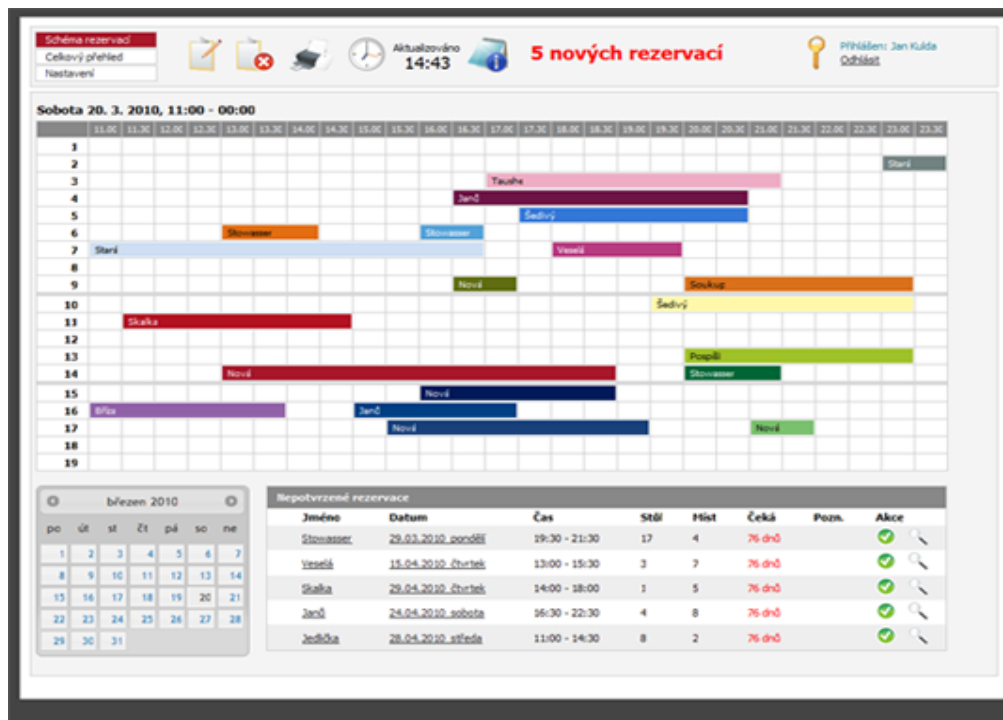 Schéma rezervací
Celkový přehled
Nastavení
Aktualizováno
14:43
5 nových rezervací
Přihlášen: Jan Kulda
Odhlásit
Sobota 20. 3. 2010, 11:00 - 00:00
11.00 11.30 12.00 12.30 13.00 13.30 14.00 14.30 15.00 15.30 16.00 16.30 17.00 17.30 18.00 18.30 19.00 19.30 20.00 20.30 21.00 21.30 22.00 22.30 23.00 23.30
1
2 Stará
3 Taushe
4 Janů
5 Šedivý
6 Stowasser Stowasser
7 Stará Veselá
8
9 Nová Soukup
10 Šedivý
11 Skalka
12
13 Pospíšil
14 Nová Stowasser
15 Nová
16 Bříza Janů
17 Nová Nová
18
19
březen 2010
po út st čt pá so ne
1 2 3 4 5 6 7
8 9 10 11 12 13 14
15 16 17 18 19 20 21
22 23 24 25 26 27 28
29 30 31
Nepotvrzené rezervace
Jméno Datum Čas Stůl Míst Čeká Pozn. Akce
Stowasser 29.03.2010 pondělí 19:30 - 21:30 17 4 76 dnů
Veselá 15.04.2010 čtvrtek 13:00 - 15:30 3 7 76 dnů
Skalka 29.04.2010 čtvrtek 14:00 - 18:00 1 5 76 dnů
Janů 24.04.2010 sobota 16:30 - 22:30 4 8 76 dnů
Jedlička 28.04.2010 středa 11:00 - 14:30 8 2 76 dnů